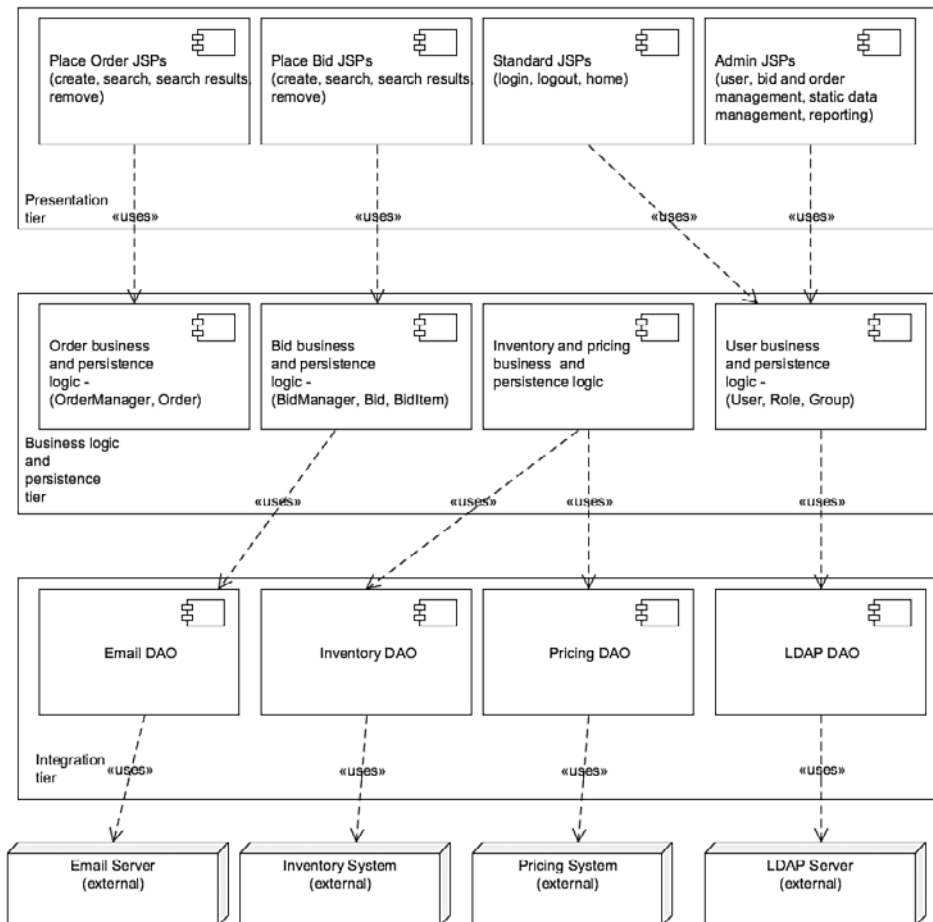 Place Order JSPs
(create, search, search results,
remove)
Place Bid JSPs
(create, search, search results,
remove)
Standard JSPs
(login, logout, home)
Admin JSPs
(user, bid and order
management, static data
management, reporting)
Presentation
tier
«uses»
«uses»
«uses»
«uses»
Order business
and persistence
logic -
(OrderManager, Order)
Bid business
and persistence
logic -
(BidManager, Bid, BidItem)
Inventory and pricing
business and
persistence logic
User business
and persistence
logic -
(User, Role, Group)
Business logic
and
persistence
tier
«uses»
«uses»
«uses»
«uses»
Email DAO
Inventory DAO
Pricing DAO
LDAP DAO
Integration
tier
«uses»
«uses»
«uses»
«uses»
Email Server
(external)
Inventory System
(external)
Pricing System
(external)
LDAP Server
(external)